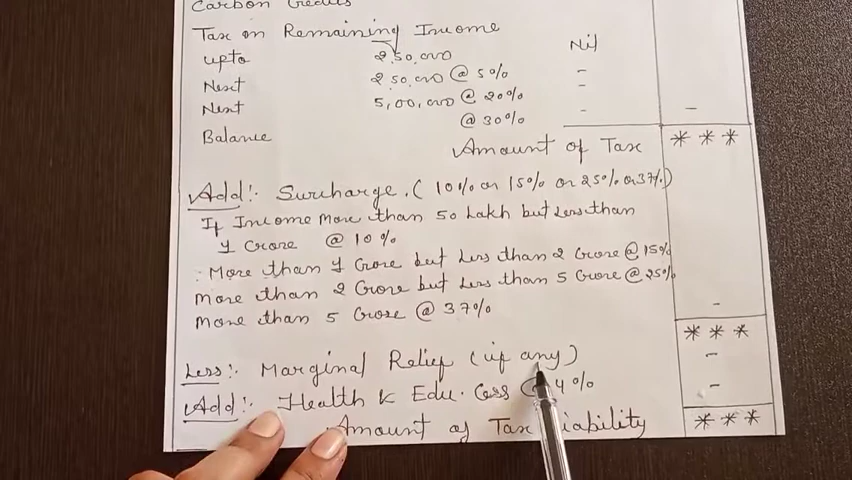 Carbon Credits
Tax on Remaining Income
upto 2,50,000 Nil
Next 2,50,000 @ 5% -
Next 5,00,000 @ 20% -
Balance @ 30% - -
Amount of Tax ***
Add:- Surcharge. (10% or 15% or 25% or 37%)
If Income more than 50 Lakh but Less than
1 Crore @ 10%
More than 1 Crore but Less than 2 Crore @ 15%
more than 2 Crore but Less than 5 Crore @ 25%
more than 5 Crore @ 37% -
***
Less:- Marginal Relief (if any) -
Add:- Health & Edu. Cess @ 4% -
Amount of Tax Liability ***